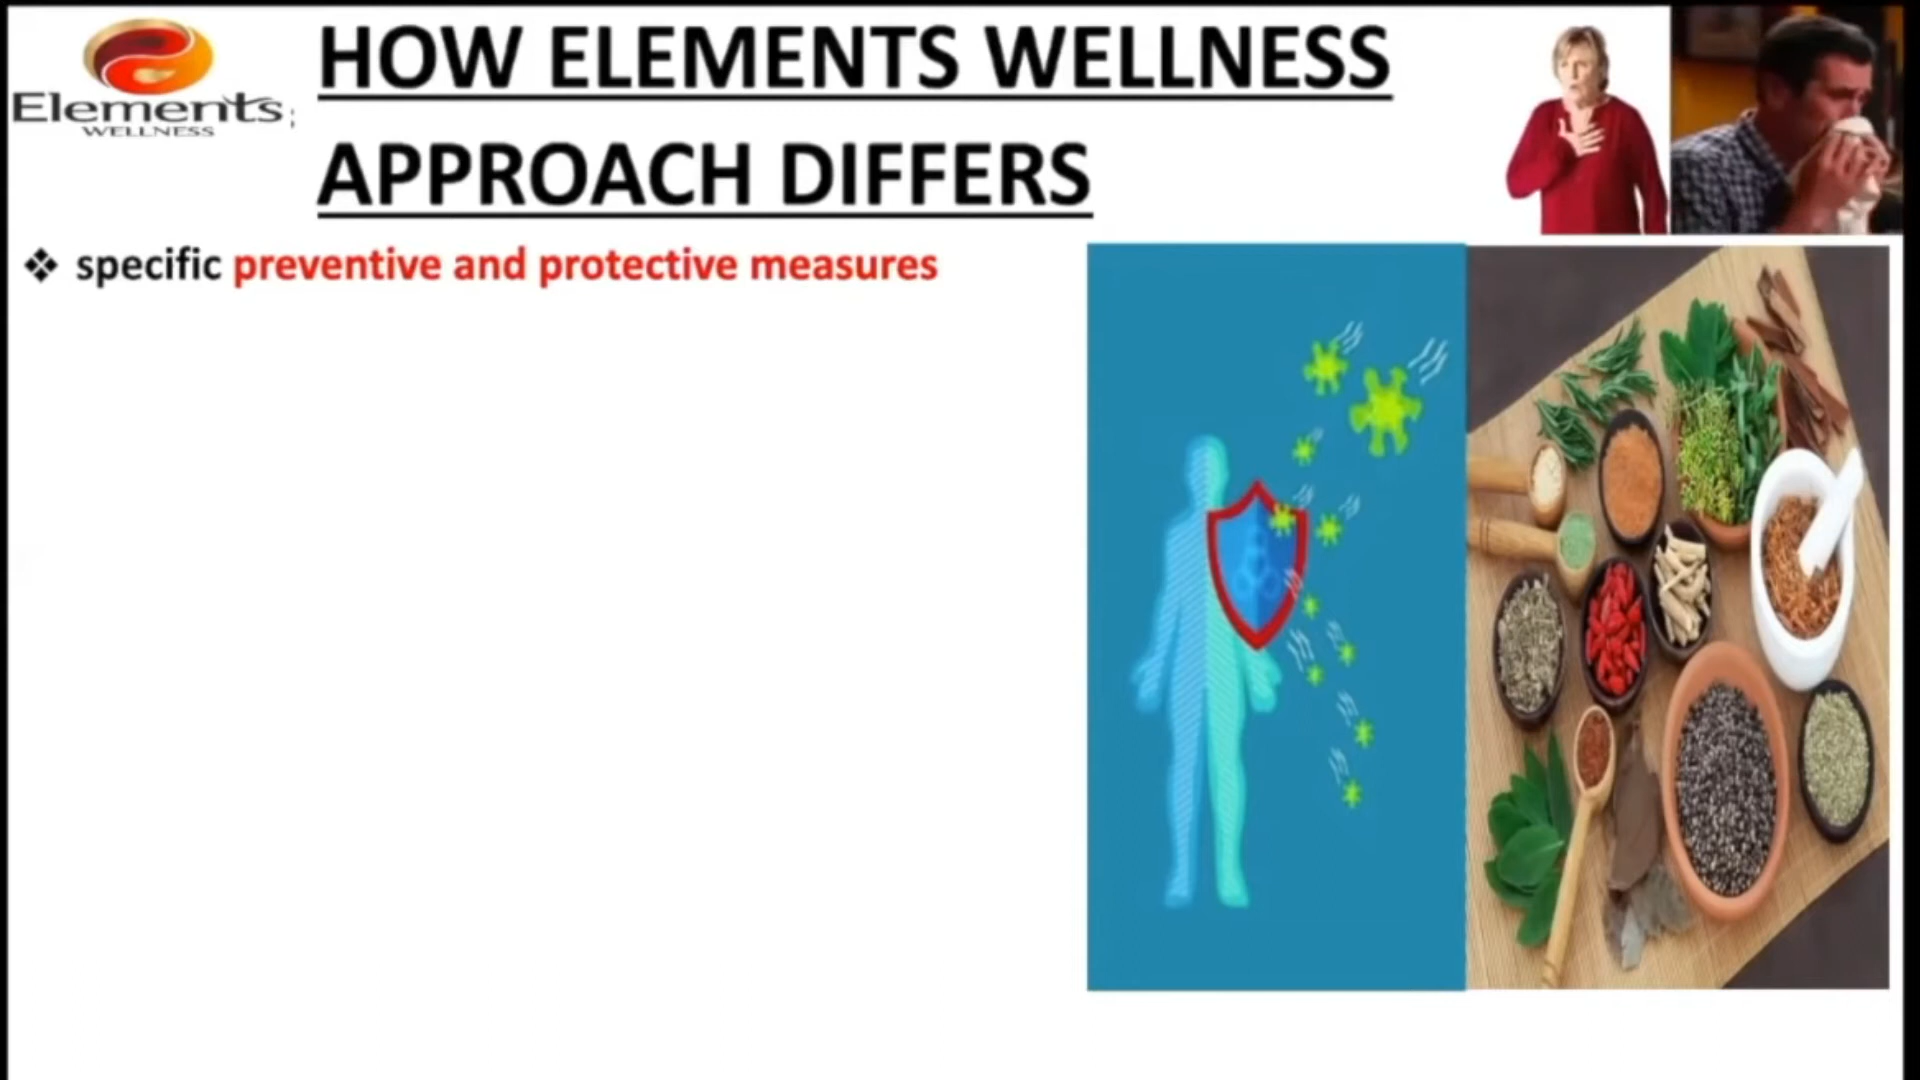 Elements
WELLNESS
HOW ELEMENTS WELLNESS
APPROACH DIFFERS
❖ specific preventive and protective measures